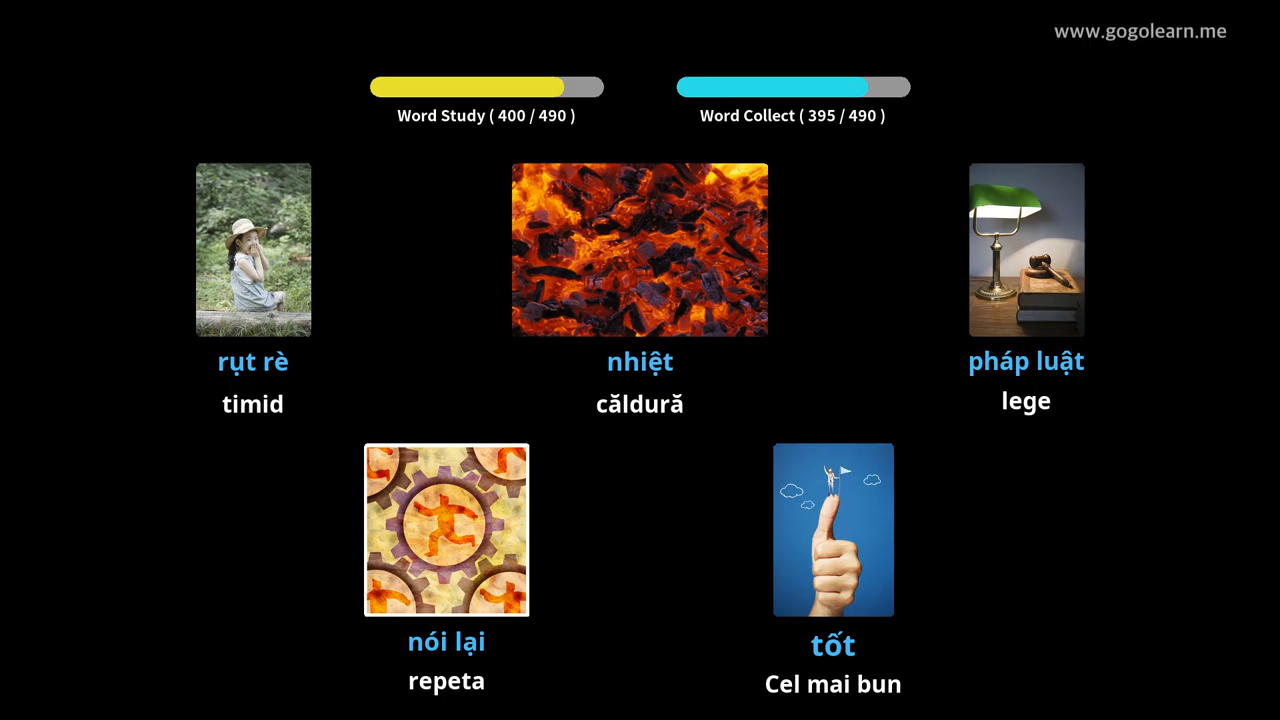 www.gogolearn.me
Word Study ( 400 / 490 )
Word Collect ( 395 / 490 )
rụt rè
timid
nhiệt
căldură
pháp luật
lege
nói lại
repeta
tốt
Cel mai bun